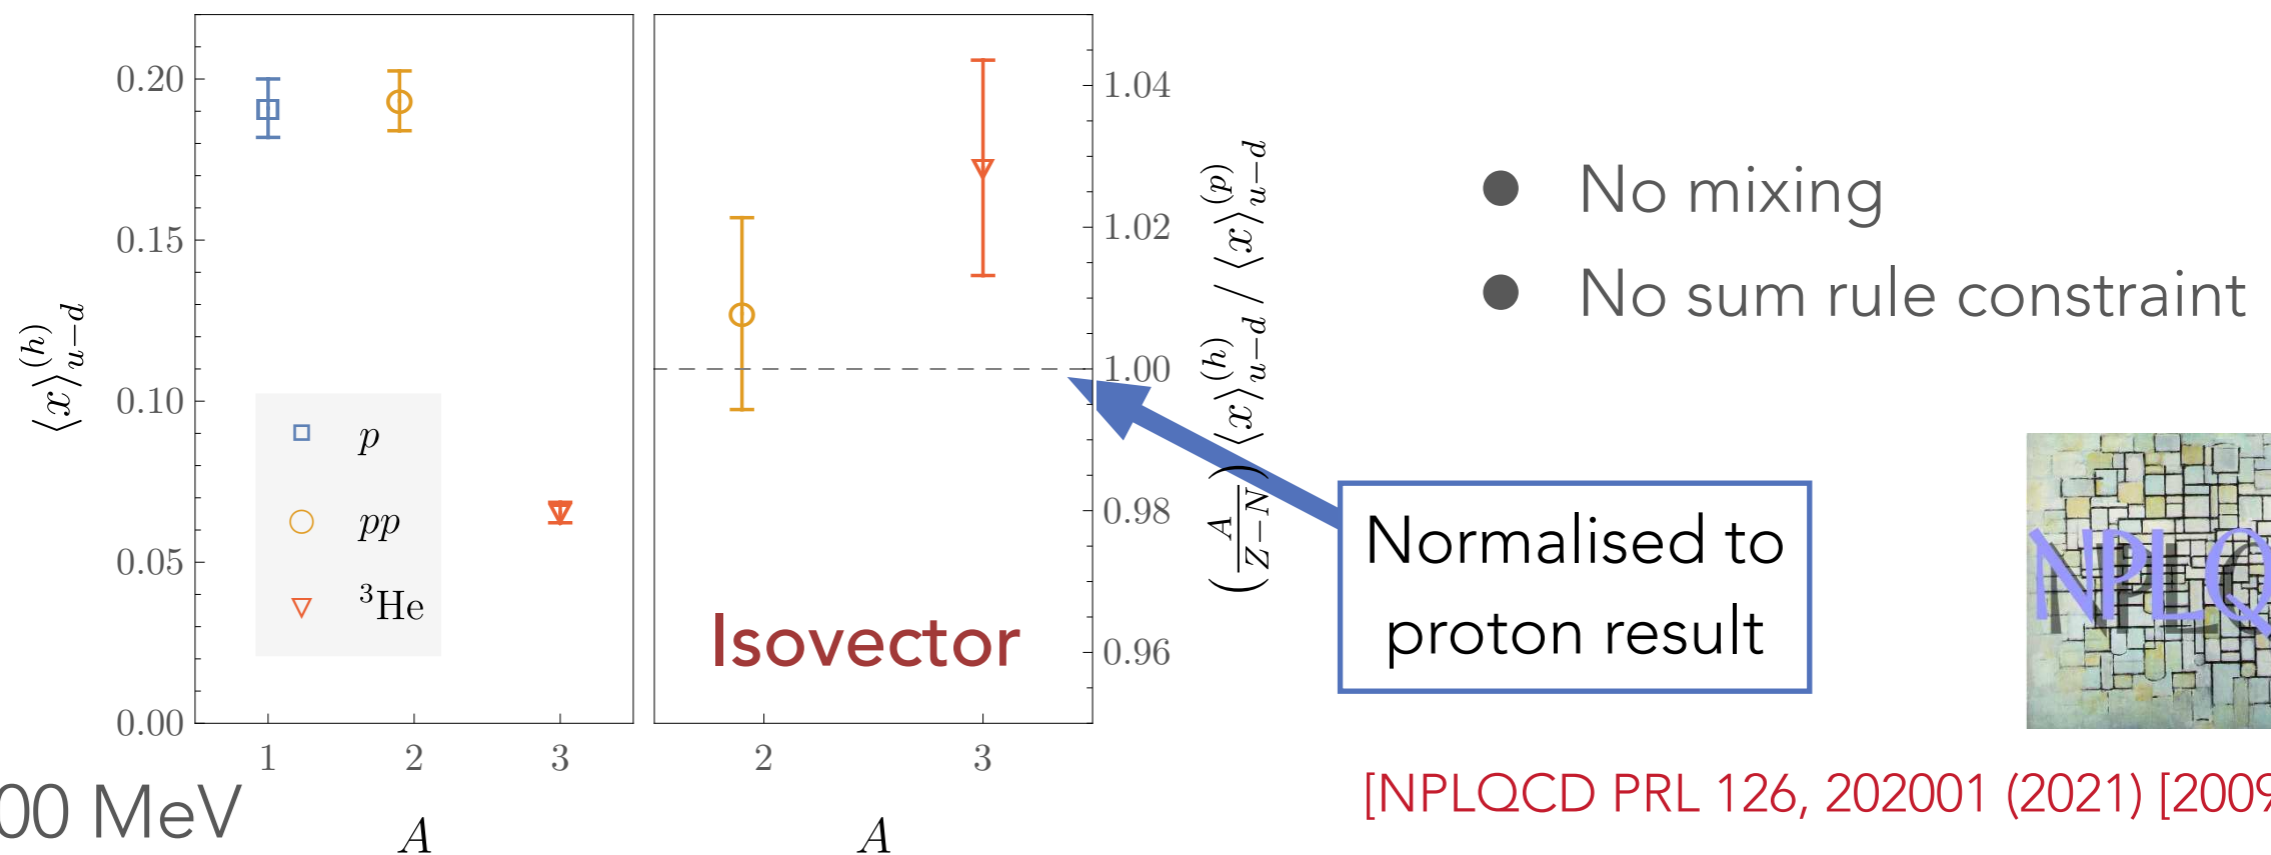 0.20
0.15
0.10
0.05
0.00
⟨x⟩_{u−d}^{(h)}
p
pp
³He
1 2 3
A
1.04
1.02
1.00
0.98
0.96
(A/(Z−N)) ⟨x⟩_{u−d}^{(h)} / ⟨x⟩_{u−d}^{(p)}
Isovector
2 3
A
• No mixing
• No sum rule constraint
Normalised to
proton result
NPLQ
00 MeV
[NPLQCD PRL 126, 202001 (2021) [2009